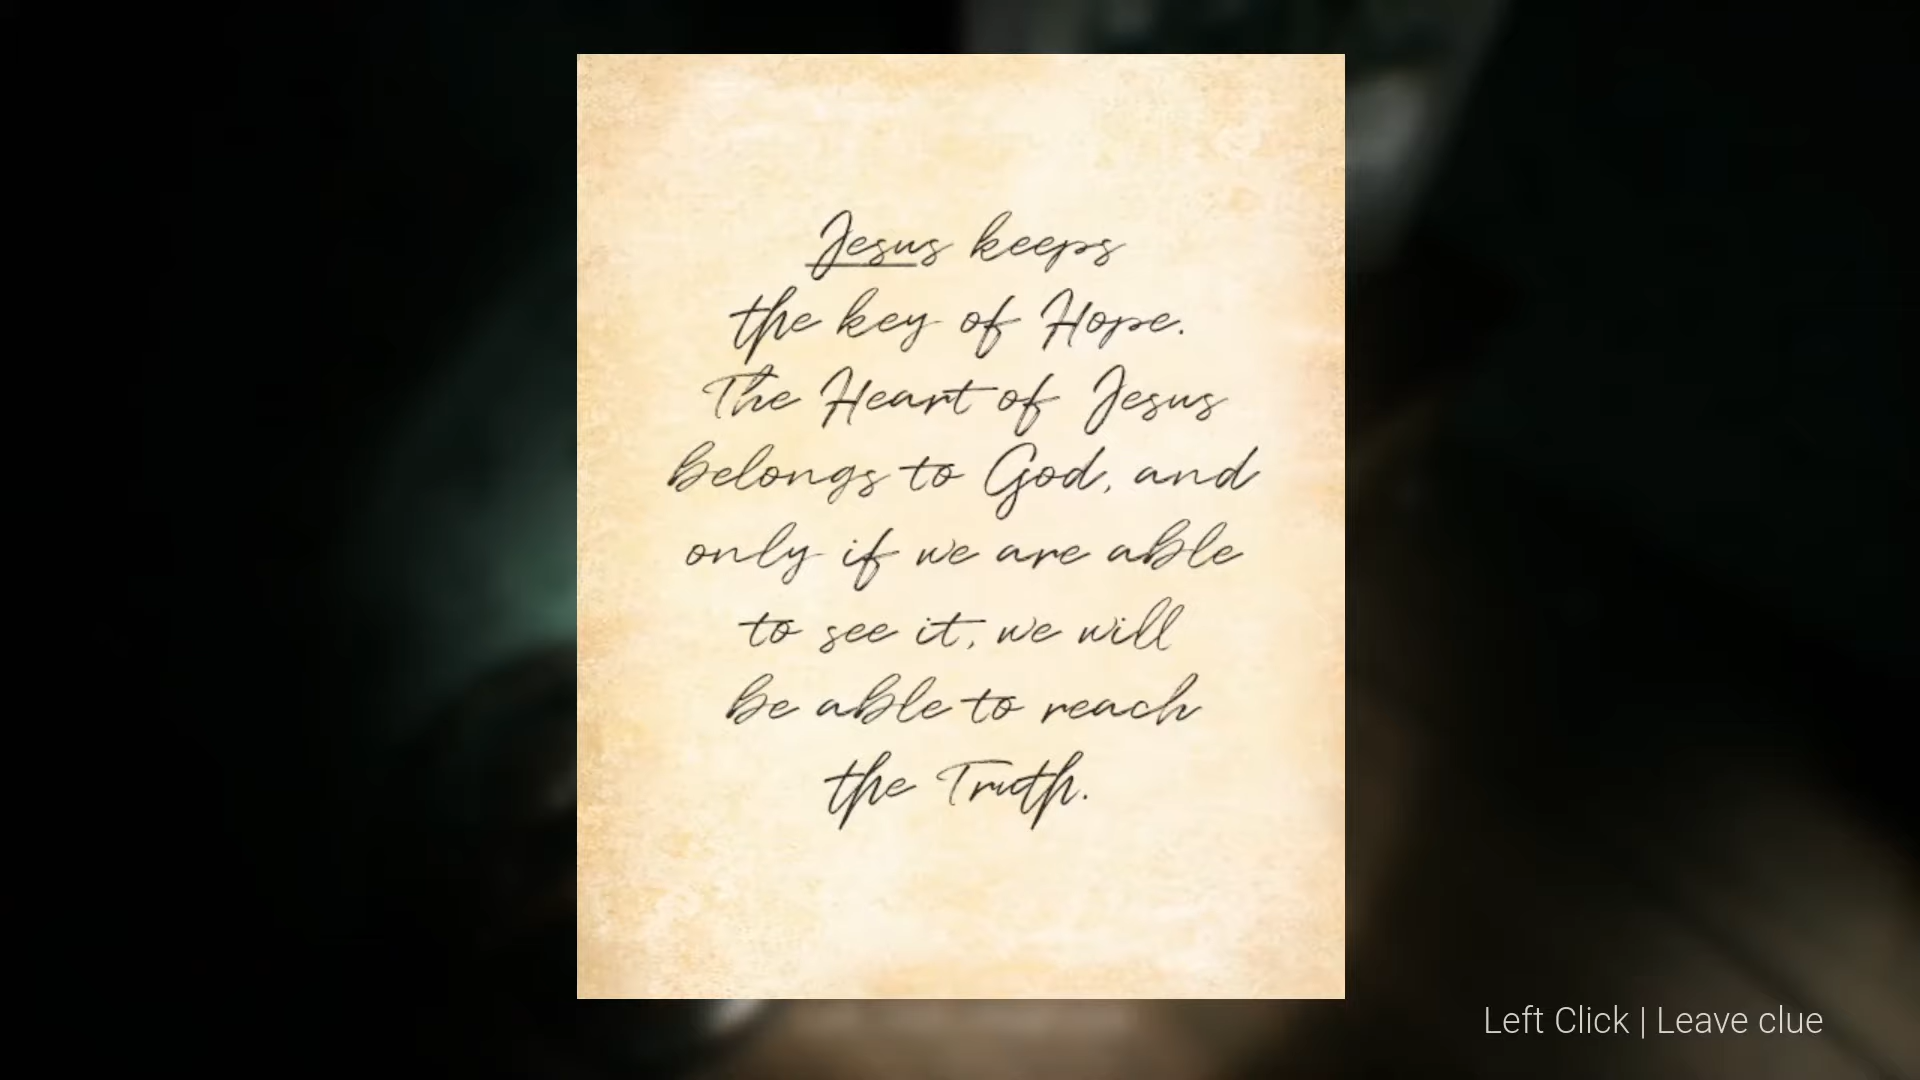 Jesus keeps
the key of Hope.
The Heart of Jesus
belongs to God, and
only if we are able
to see it, we will
be able to reach
the Truth.
Left Click | Leave clue